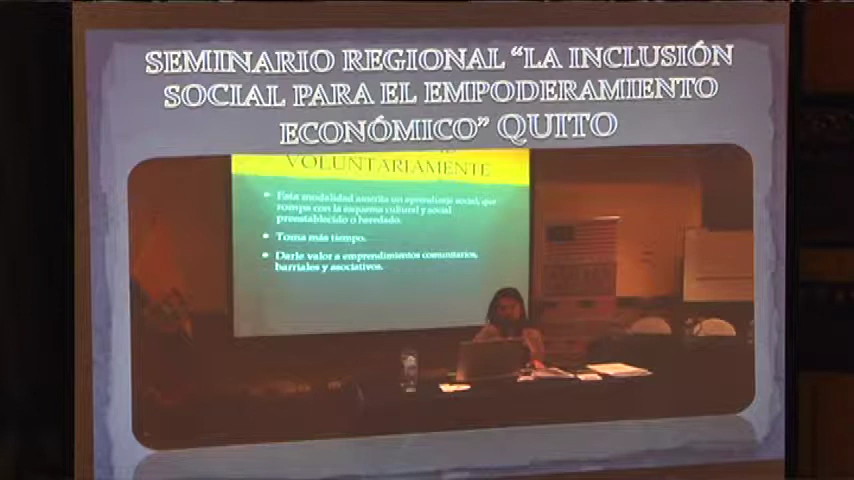 SEMINARIO REGIONAL “LA INCLUSIÓN
SOCIAL PARA EL EMPODERAMIENTO
ECONÓMICO” QUITO
VOLUNTARIAMENTE
Esta modalidad amerita un aprendizaje social, que
rompa con la esquema cultural y social
preestablecido o heredado.
Toma más tiempo.
Darle valor a emprendimientos comunitarios,
barriales y asociativos.